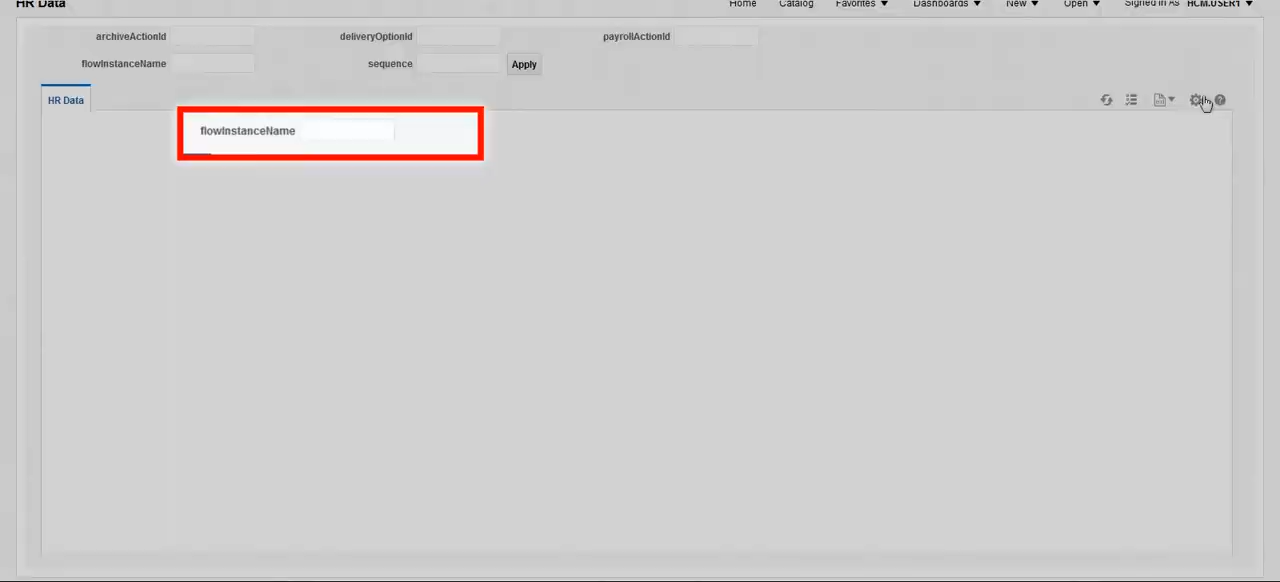 HR Data Home Catalog Favorites Dashboards New Open Signed In As HCM.USER1
archiveActionId deliveryOptionId payrollActionId
flowInstanceName sequence Apply
HR Data
flowInstanceName